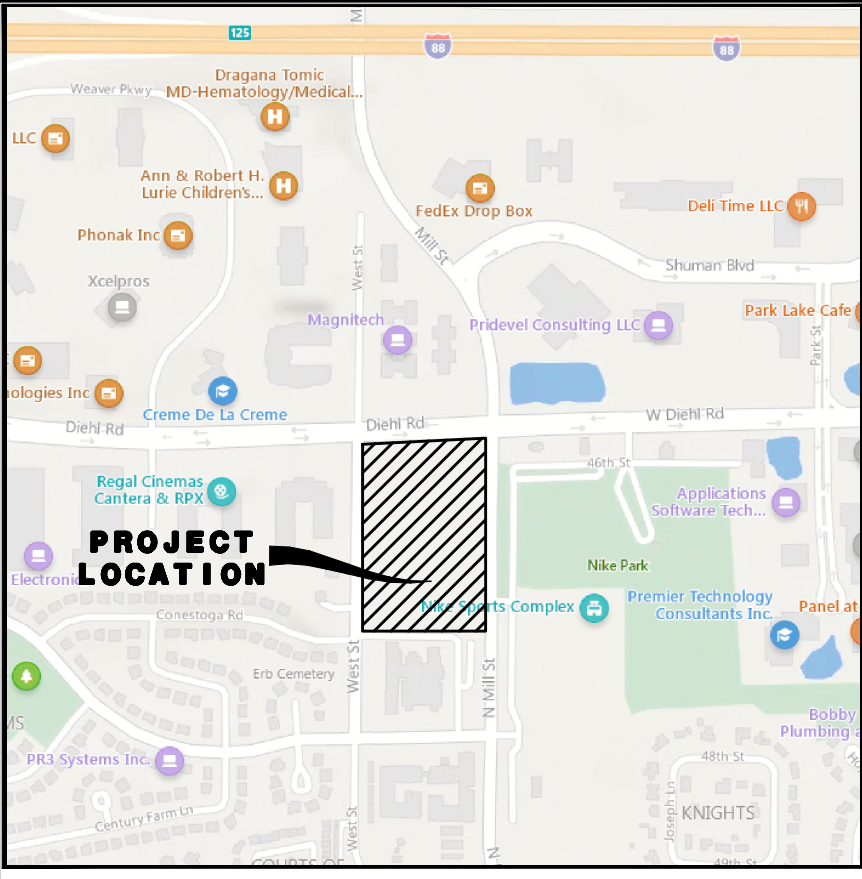 M
125
88
88
Dragana Tomic
MD-Hematology/Medical...
Weaver Pkwy
LLC
Ann & Robert H.
Lurie Children's...
FedEx Drop Box
Deli Time LLC
Phonak Inc
Mill St
West St
Shuman Blvd
Xcelpros
Magnitech
Pridevel Consulting LLC
Park Lake Cafe
Park St
nologies Inc
Creme De La Creme
Diehl Rd
Diehl Rd
W Diehl Rd
46th St
Regal Cinemas
Cantera & RPX
Applications
Software Tech...
PROJECT
LOCATION
Electronic
Nike Park
Nike Sports Complex
Premier Technology
Consultants Inc.
Panel at
Conestoga Rd
West St
N Mill St
Erb Cemetery
MS
Bobby
Plumbing a
PR3 Systems Inc.
48th St
Joseph Ln
KNIGHTS
Century Farm Ln
West St
N
COURTS OF
49th St